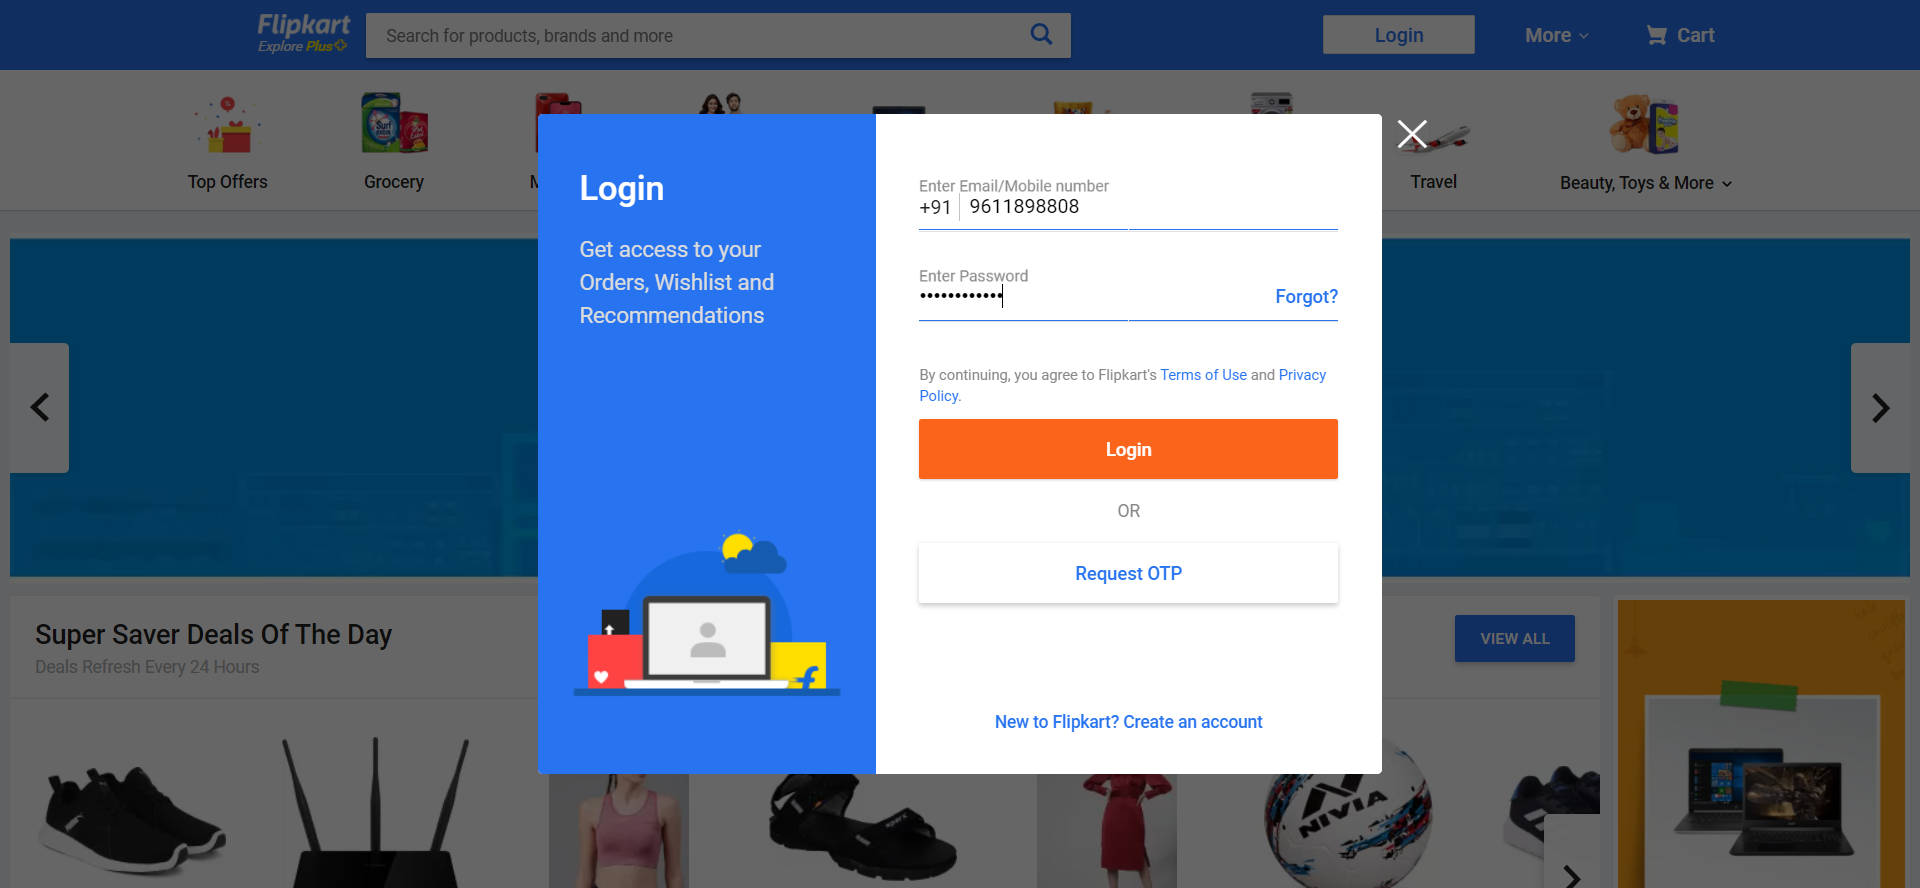 Flipkart
Explore Plus
Search for products, brands and more
Login
More
Cart
Top Offers
Grocery
M
Travel
Beauty, Toys & More
Login
Get access to your
Orders, Wishlist and
Recommendations
Enter Email/Mobile number
+91 9611898808
Enter Password
••••••••••••
Forgot?
By continuing, you agree to Flipkart's Terms of Use and Privacy
Policy.
Login
OR
Request OTP
New to Flipkart? Create an account
Super Saver Deals Of The Day
Deals Refresh Every 24 Hours
VIEW ALL
Surf
NIVIA